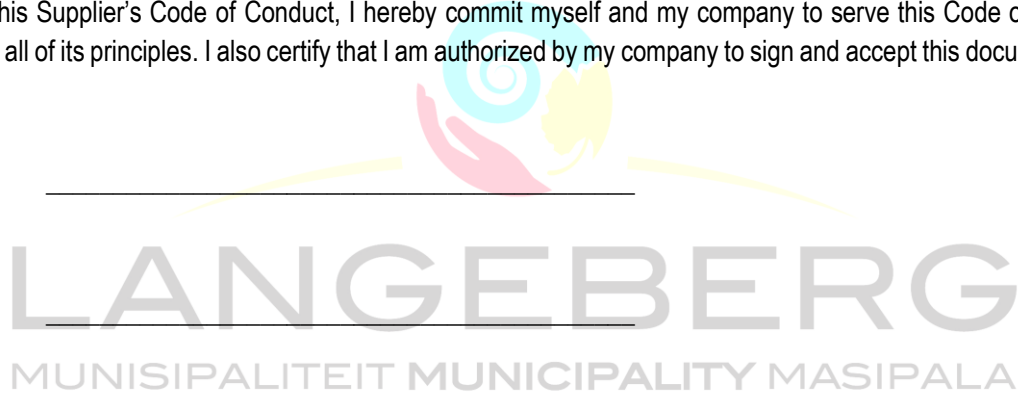 his Supplier’s Code of Conduct, I hereby commit myself and my company to serve this Code o
all of its principles. I also certify that I am authorized by my company to sign and accept this docu
LANGEBERG
MUNISIPALITEIT MUNICIPALITY MASIPALA